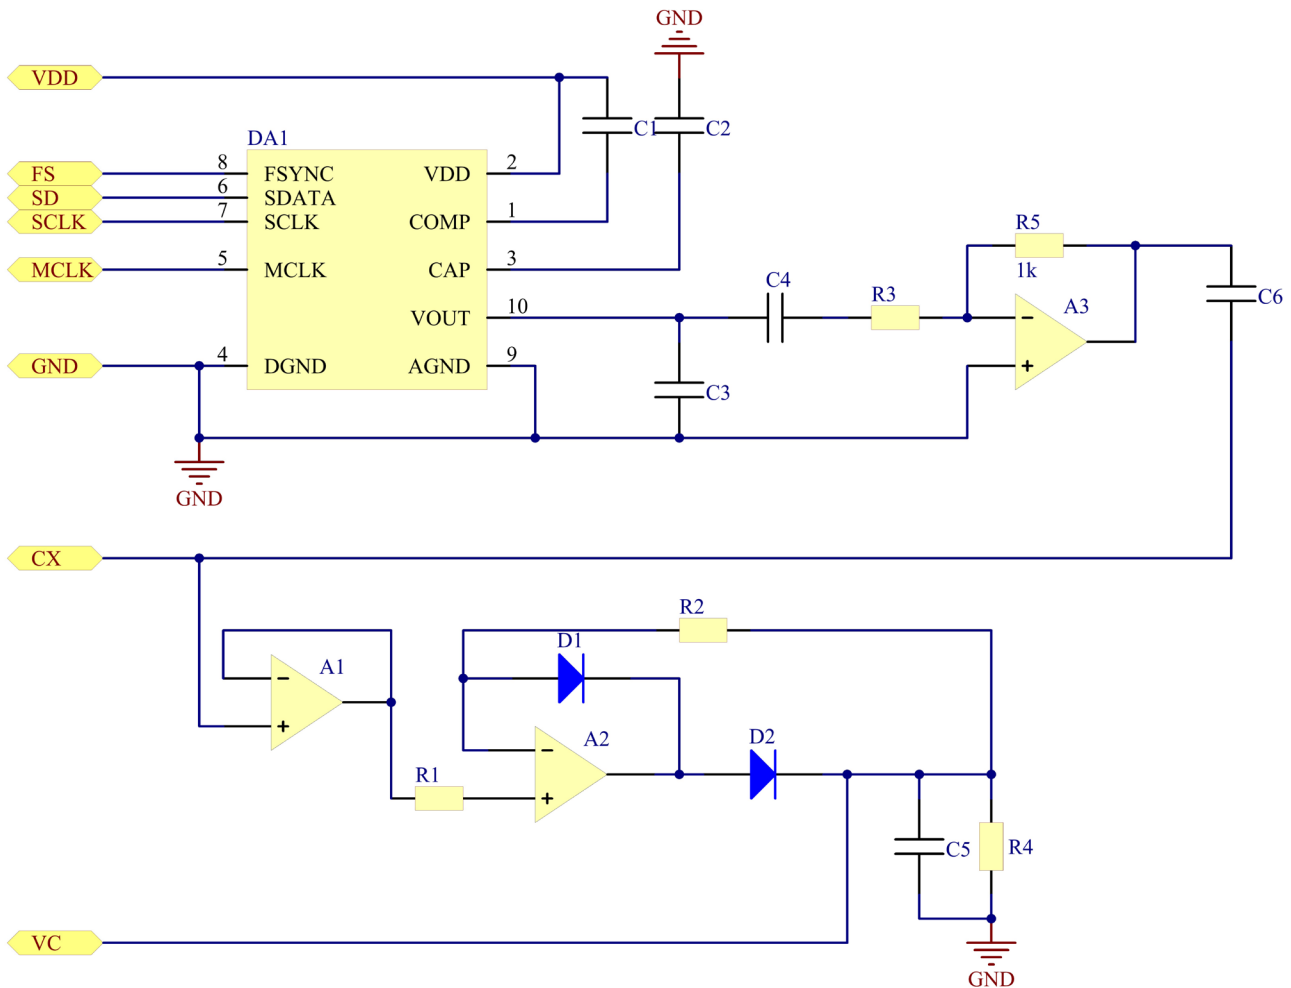 GND
VDD
C1
C2
DA1
FS
8
FSYNC
VDD
2
SD
6
SDATA
SCLK
7
SCLK
COMP
1
MCLK
5
MCLK
CAP
3
VOUT
10
GND
4
DGND
AGND
9
C4
R3
R5
1k
A3
-
+
C6
C3
GND
CX
A1
-
+
R2
D1
A2
-
+
R1
D2
C5
R4
VC
GND